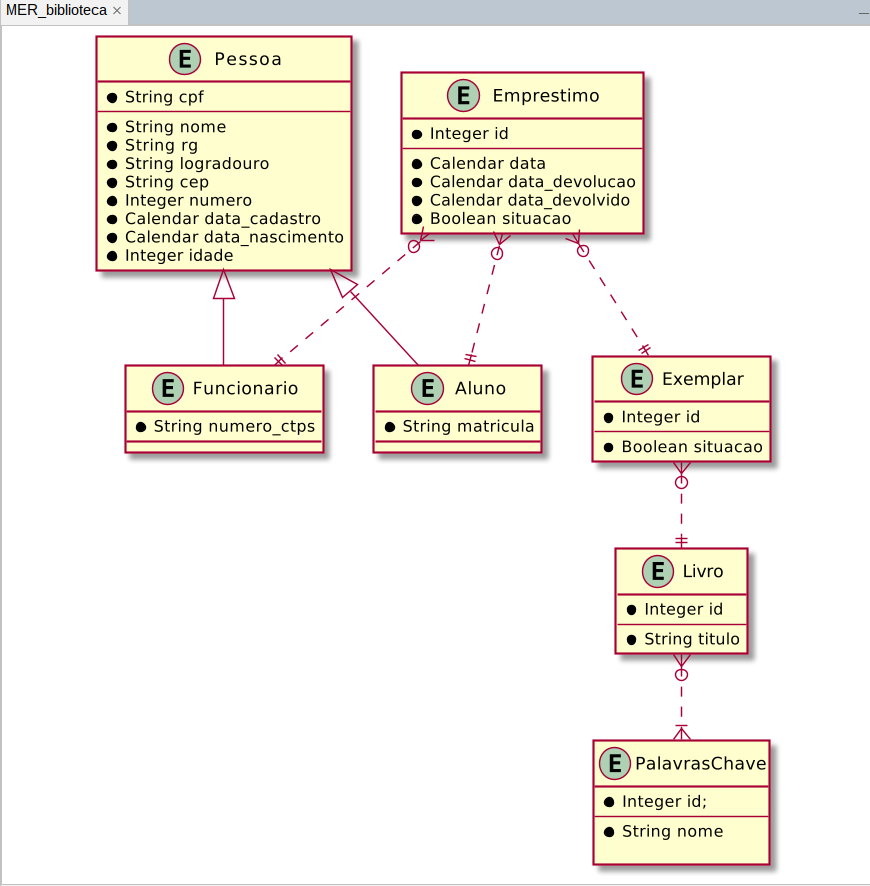 MER_biblioteca ×
E Pessoa
String cpf
String nome
String rg
String logradouro
String cep
Integer numero
Calendar data_cadastro
Calendar data_nascimento
Integer idade
E Emprestimo
Integer id
Calendar data
Calendar data_devolucao
Calendar data_devolvido
Boolean situacao
E Funcionario
String numero_ctps
E Aluno
String matricula
E Exemplar
Integer id
Boolean situacao
E Livro
Integer id
String titulo
E PalavrasChave
Integer id;
String nome